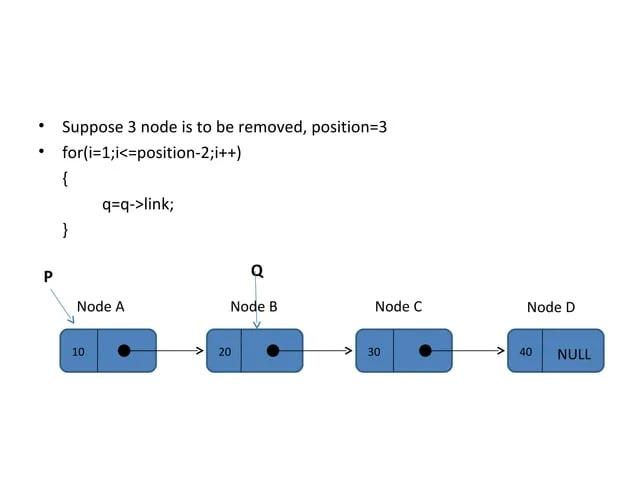 • Suppose 3 node is to be removed, position=3
• for(i=1;i<=position-2;i++)
{
q=q->link;
}
P
Q
Node A
Node B
Node C
Node D
10
20
30
40
NULL